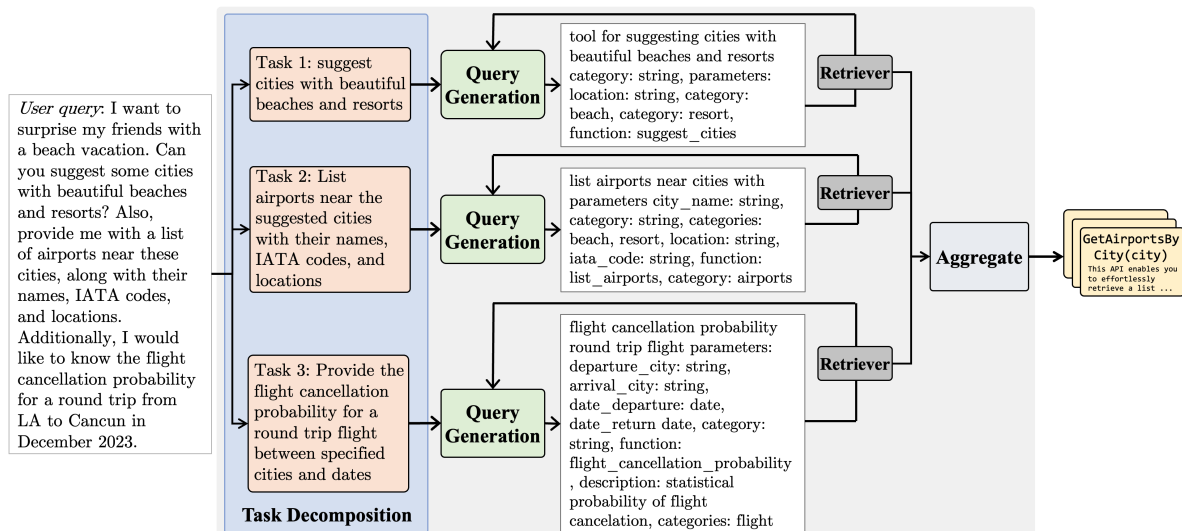 User query: I want to
surprise my friends with
a beach vacation. Can
you suggest some cities
with beautiful beaches
and resorts? Also,
provide me with a list
of airports near these
cities, along with their
names, IATA codes,
and locations.
Additionally, I would
like to know the flight
cancellation probability
for a round trip from
LA to Cancun in
December 2023.
Task 1: suggest
cities with beautiful
beaches and resorts
Task 2: List
airports near the
suggested cities
with their names,
IATA codes, and
locations
Task 3: Provide the
flight cancellation
probability for a
round trip flight
between specified
cities and dates
Task Decomposition
Query
Generation
tool for suggesting cities with
beautiful beaches and resorts
category: string, parameters:
location: string, category:
beach, category: resort,
function: suggest_cities
Retriever
Query
Generation
list airports near cities with
parameters city_name: string,
category: string, categories:
beach, resort, location: string,
iata_code: string, function:
list_airports, category: airports
Retriever
Query
Generation
flight cancellation probability
round trip flight parameters:
departure_city: string,
arrival_city: string,
date_departure: date,
date_return date, category:
string, function:
flight_cancellation_probability
, description: statistical
probability of flight
cancelation, categories: flight
Retriever
Aggregate
GetAirportsBy
City(city)
This API enables you
to effortlessly
retrieve a list ...